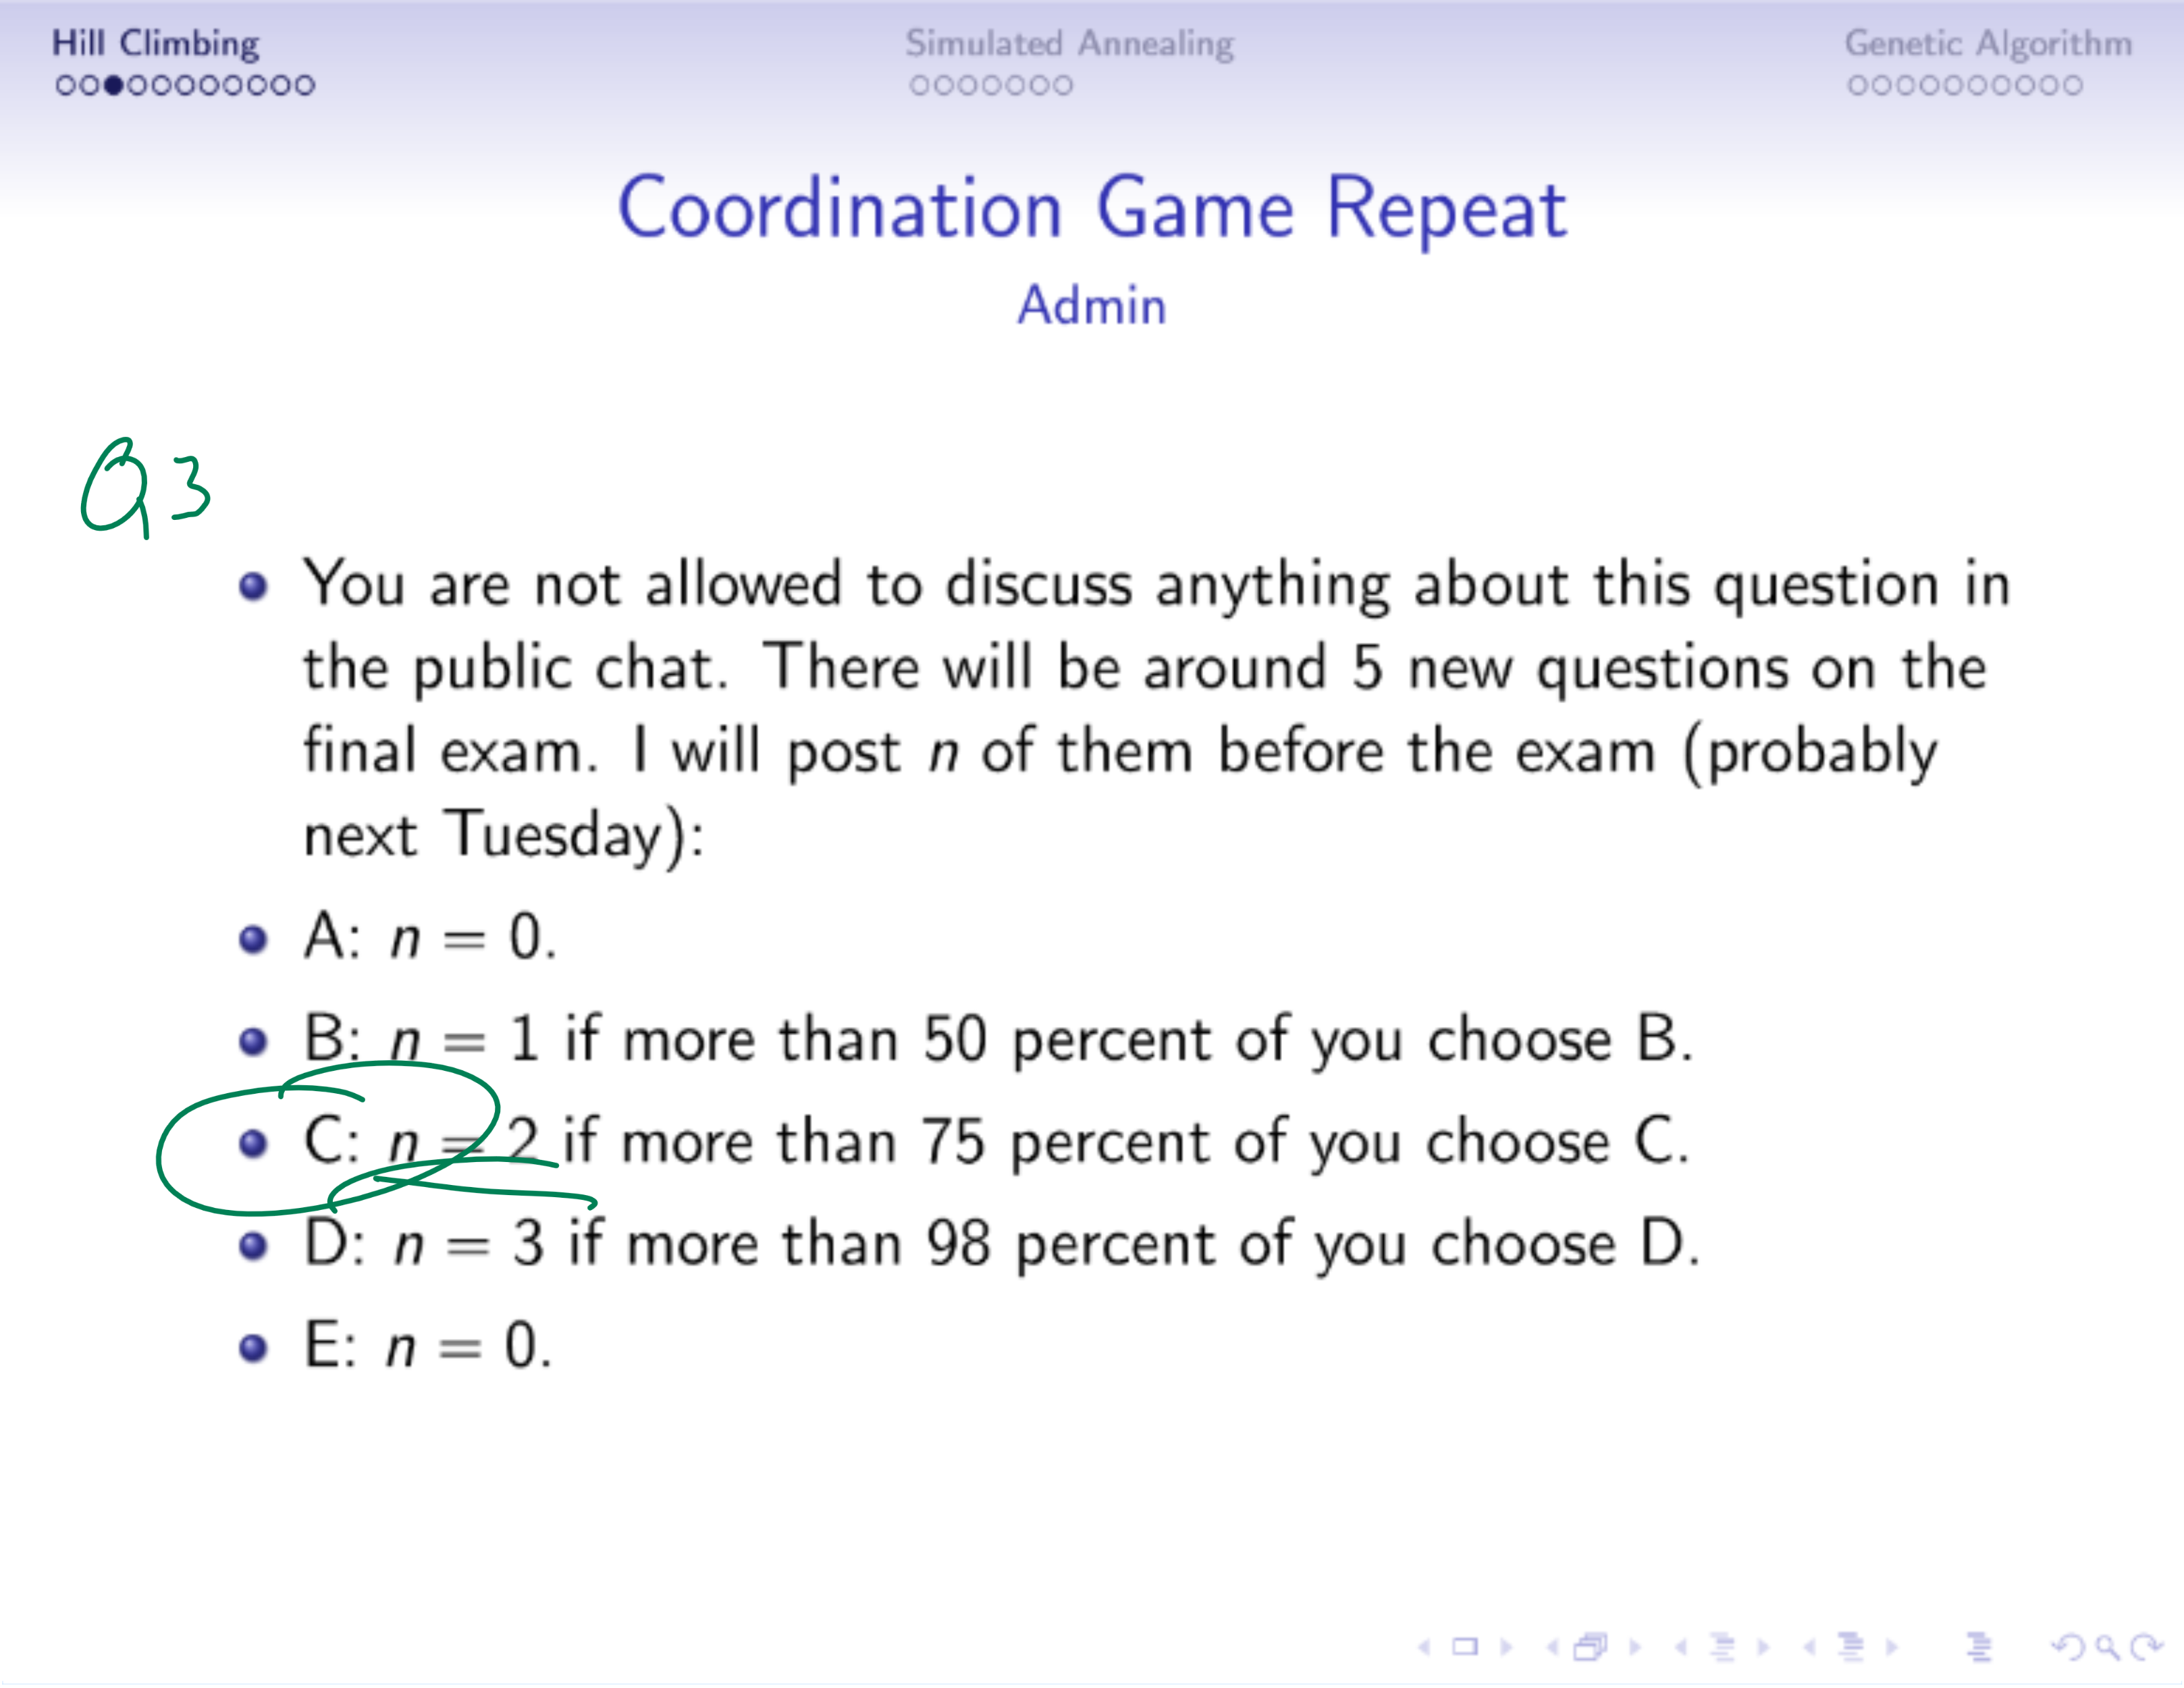 Hill Climbing
Simulated Annealing
Genetic Algorithm
Coordination Game Repeat
Admin
Q3
You are not allowed to discuss anything about this question in
the public chat. There will be around 5 new questions on the
final exam. I will post n of them before the exam (probably
next Tuesday):
A: n = 0.
B: n = 1 if more than 50 percent of you choose B.
C: n = 2 if more than 75 percent of you choose C.
D: n = 3 if more than 98 percent of you choose D.
E: n = 0.